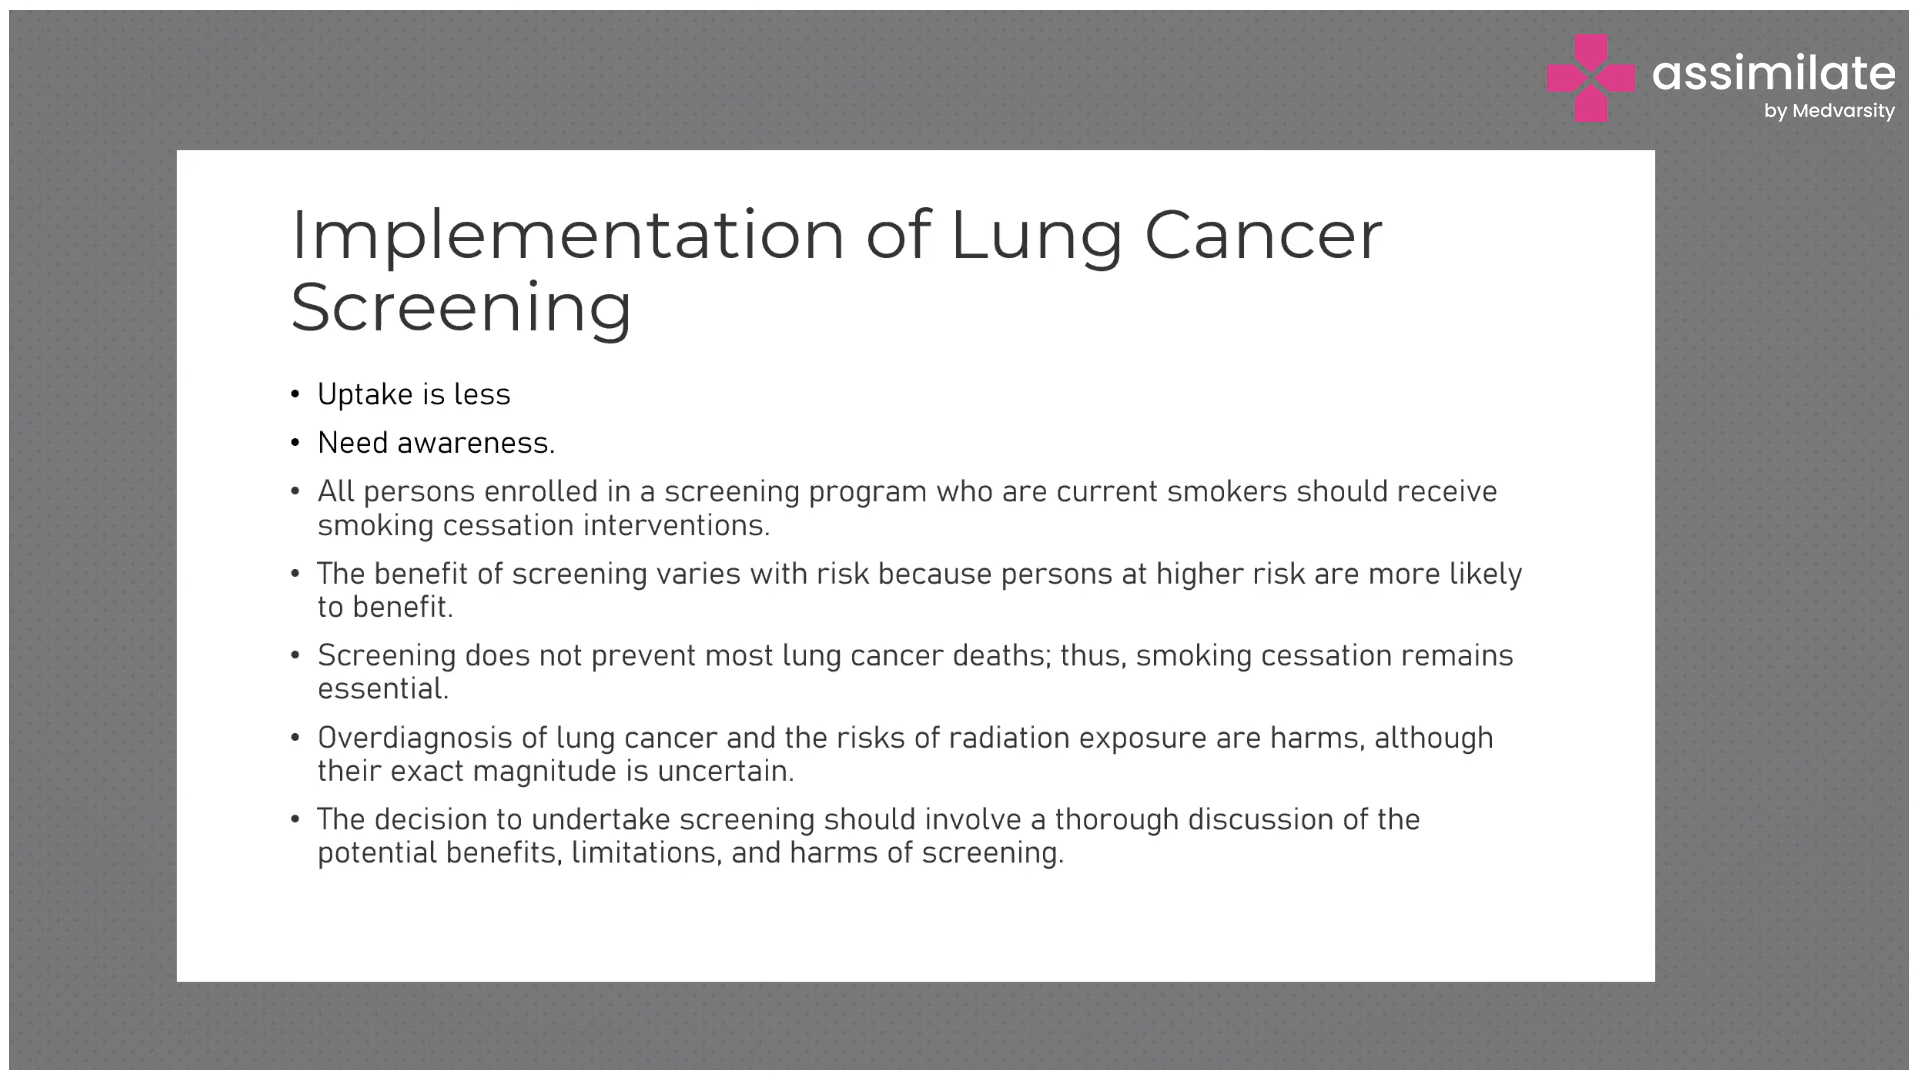 assimilate
by Medvarsity
Implementation of Lung Cancer
Screening
• Uptake is less
• Need awareness.
• All persons enrolled in a screening program who are current smokers should receive
smoking cessation interventions.
• The benefit of screening varies with risk because persons at higher risk are more likely
to benefit.
• Screening does not prevent most lung cancer deaths; thus, smoking cessation remains
essential.
• Overdiagnosis of lung cancer and the risks of radiation exposure are harms, although
their exact magnitude is uncertain.
• The decision to undertake screening should involve a thorough discussion of the
potential benefits, limitations, and harms of screening.